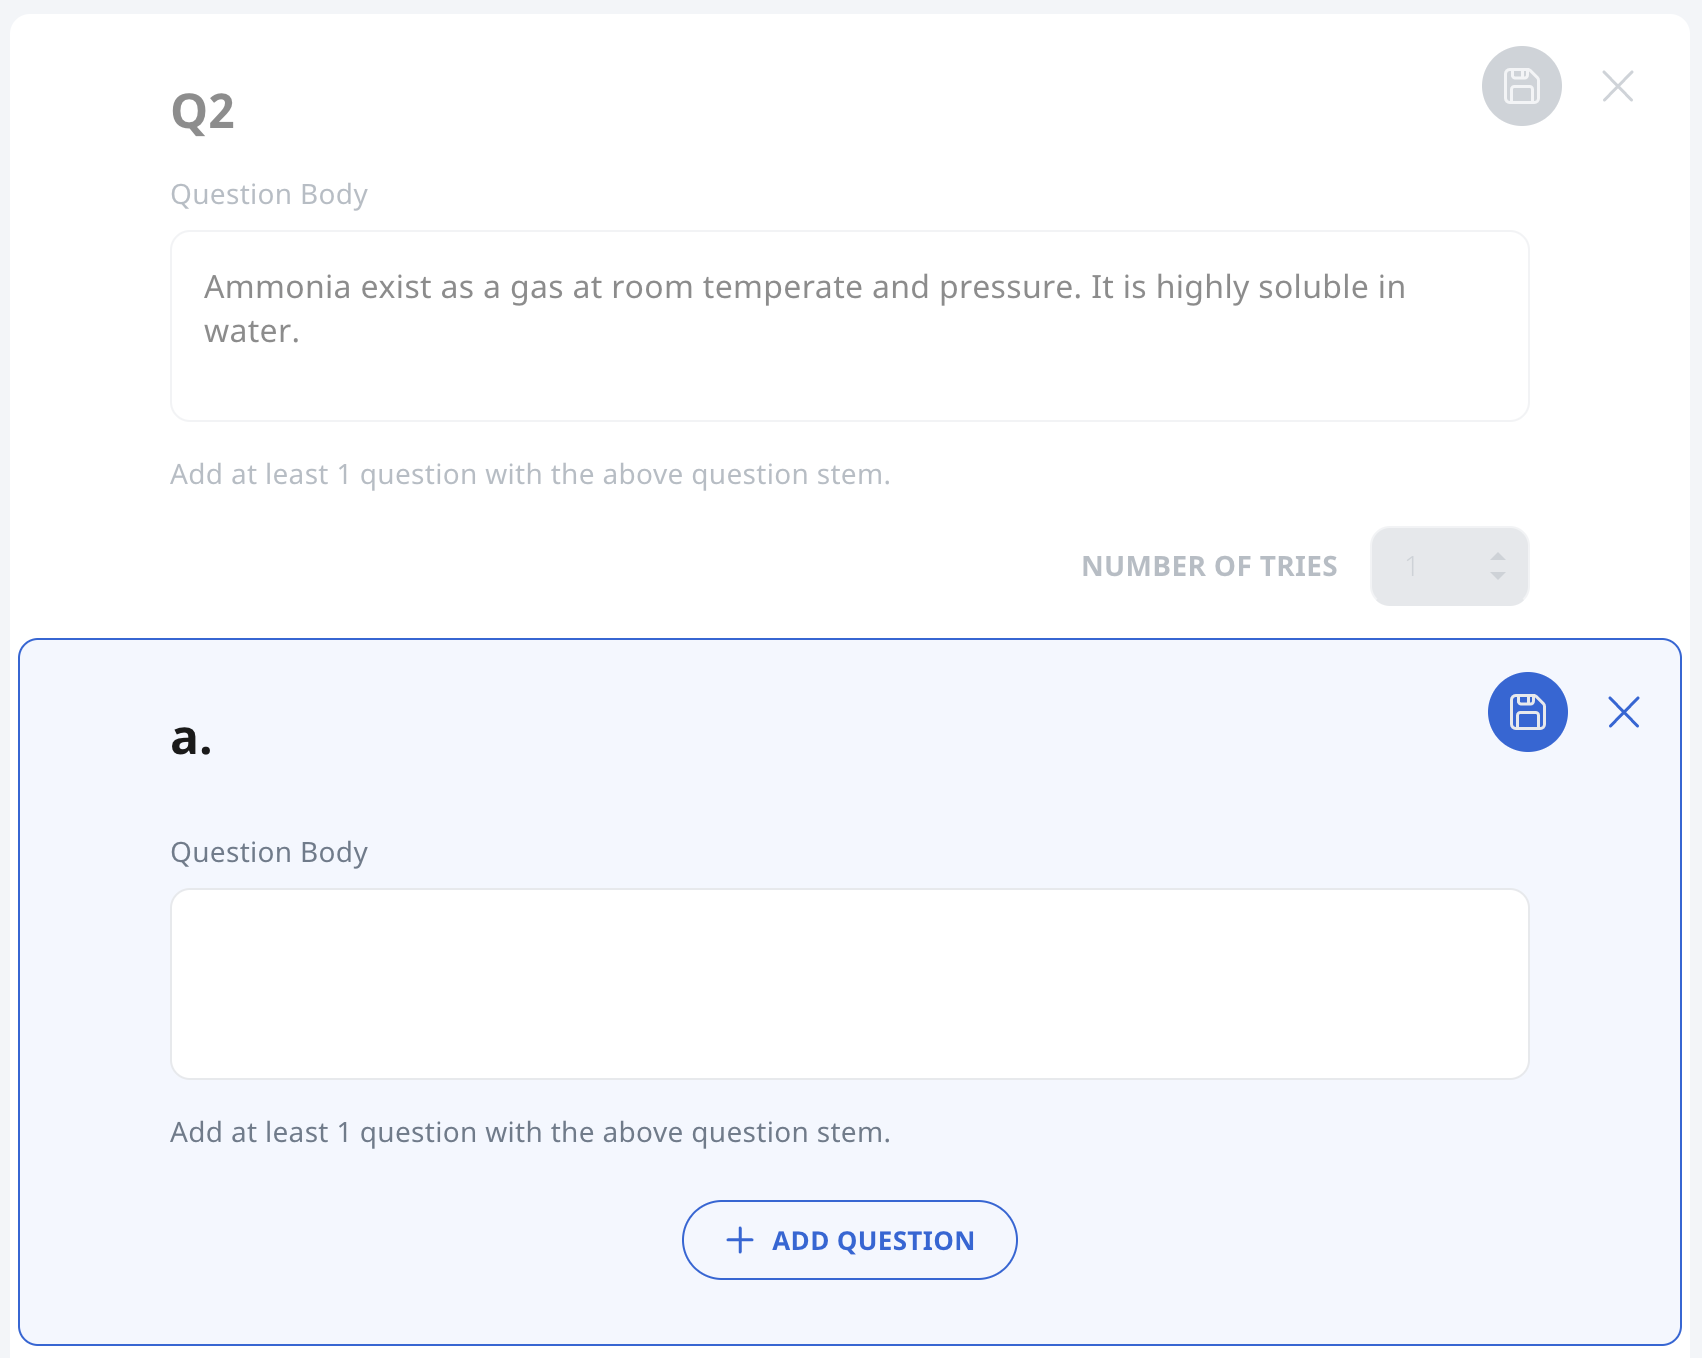 Q2
Question Body
Ammonia exist as a gas at room temperate and pressure. It is highly soluble in
water.
Add at least 1 question with the above question stem.
NUMBER OF TRIES 1
a.
Question Body
Add at least 1 question with the above question stem.
ADD QUESTION